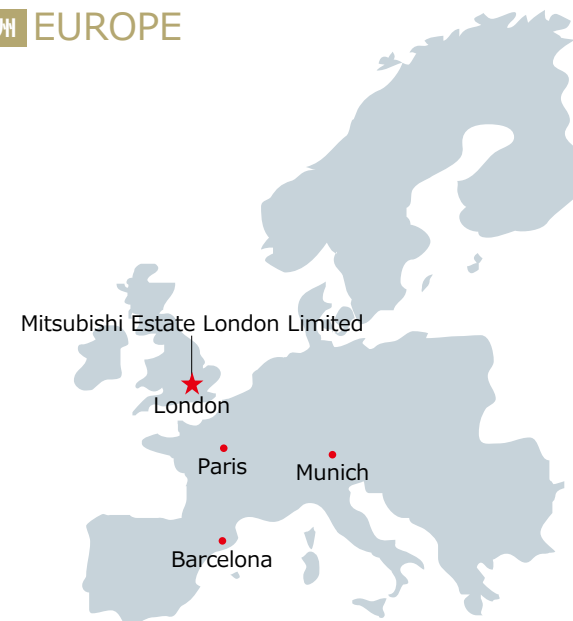 EUROPE
Mitsubishi Estate London Limited
London
Paris
Munich
Barcelona